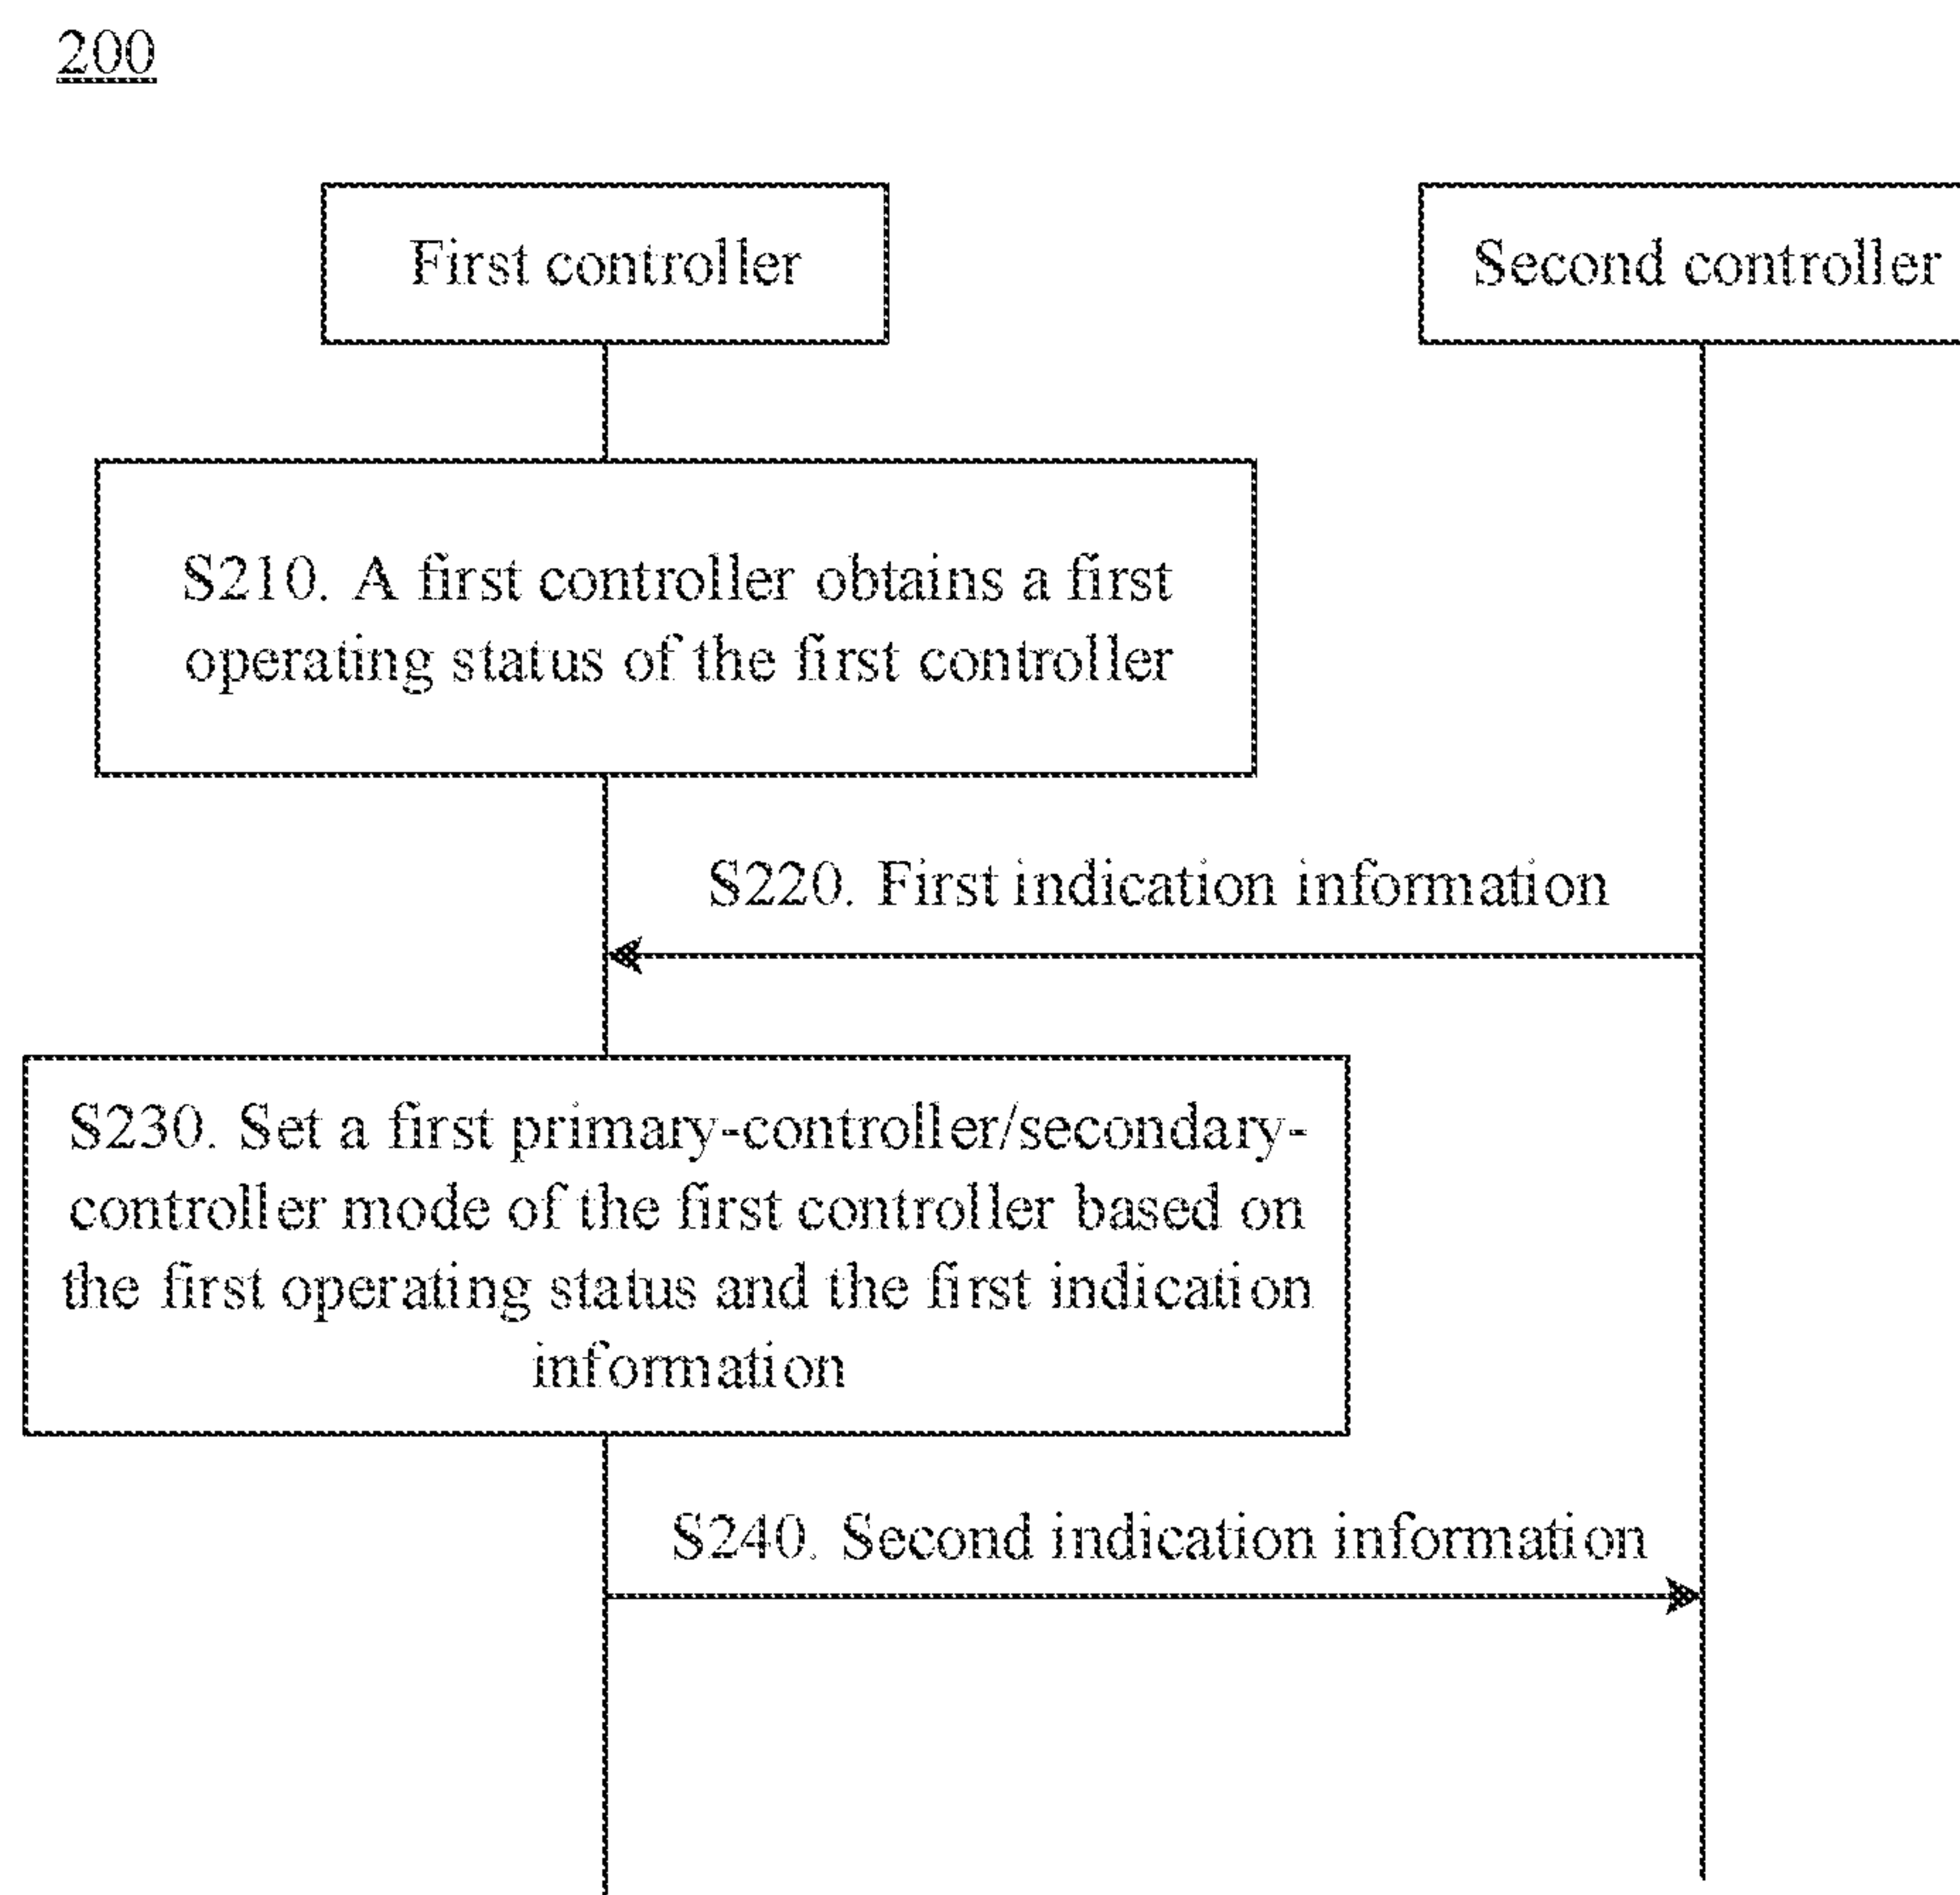 200
First controller
Second controller
S210. A first controller obtains a first
operating status of the first controller
S220. First indication information
S230. Set a first primary-controller/secondary-
controller mode of the first controller based on
the first operating status and the first indication
information
S240. Second indication information